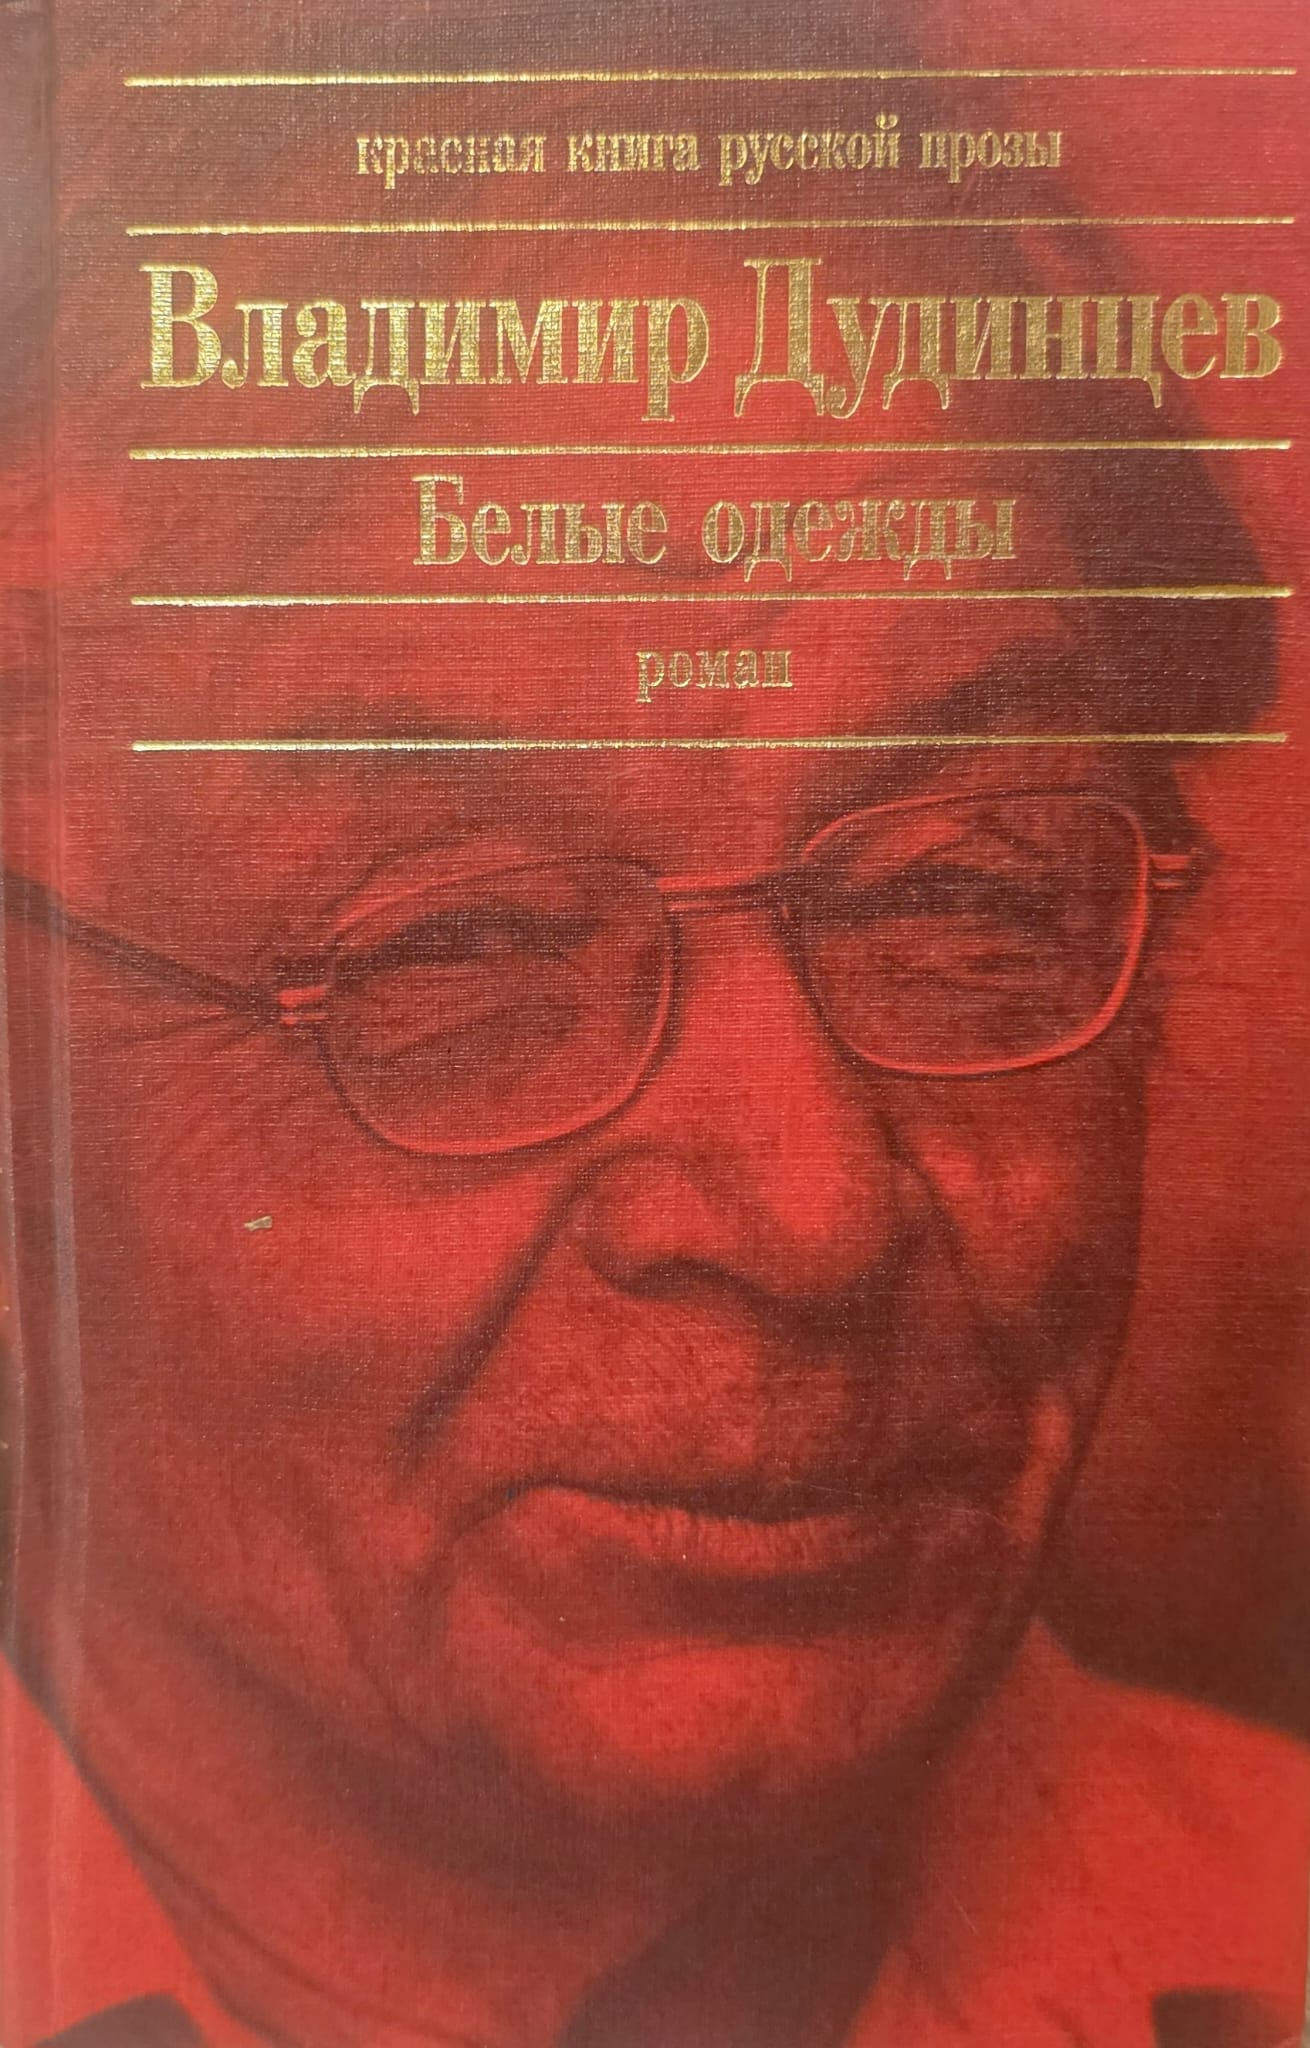 красная книга русской прозы
Владимир Дудинцев
Белые одежды
роман